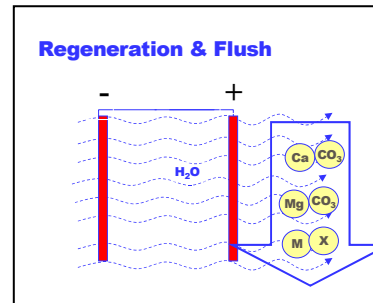 Regeneration & Flush
- +
Ca CO₃
H₂O
Mg CO₃
M X